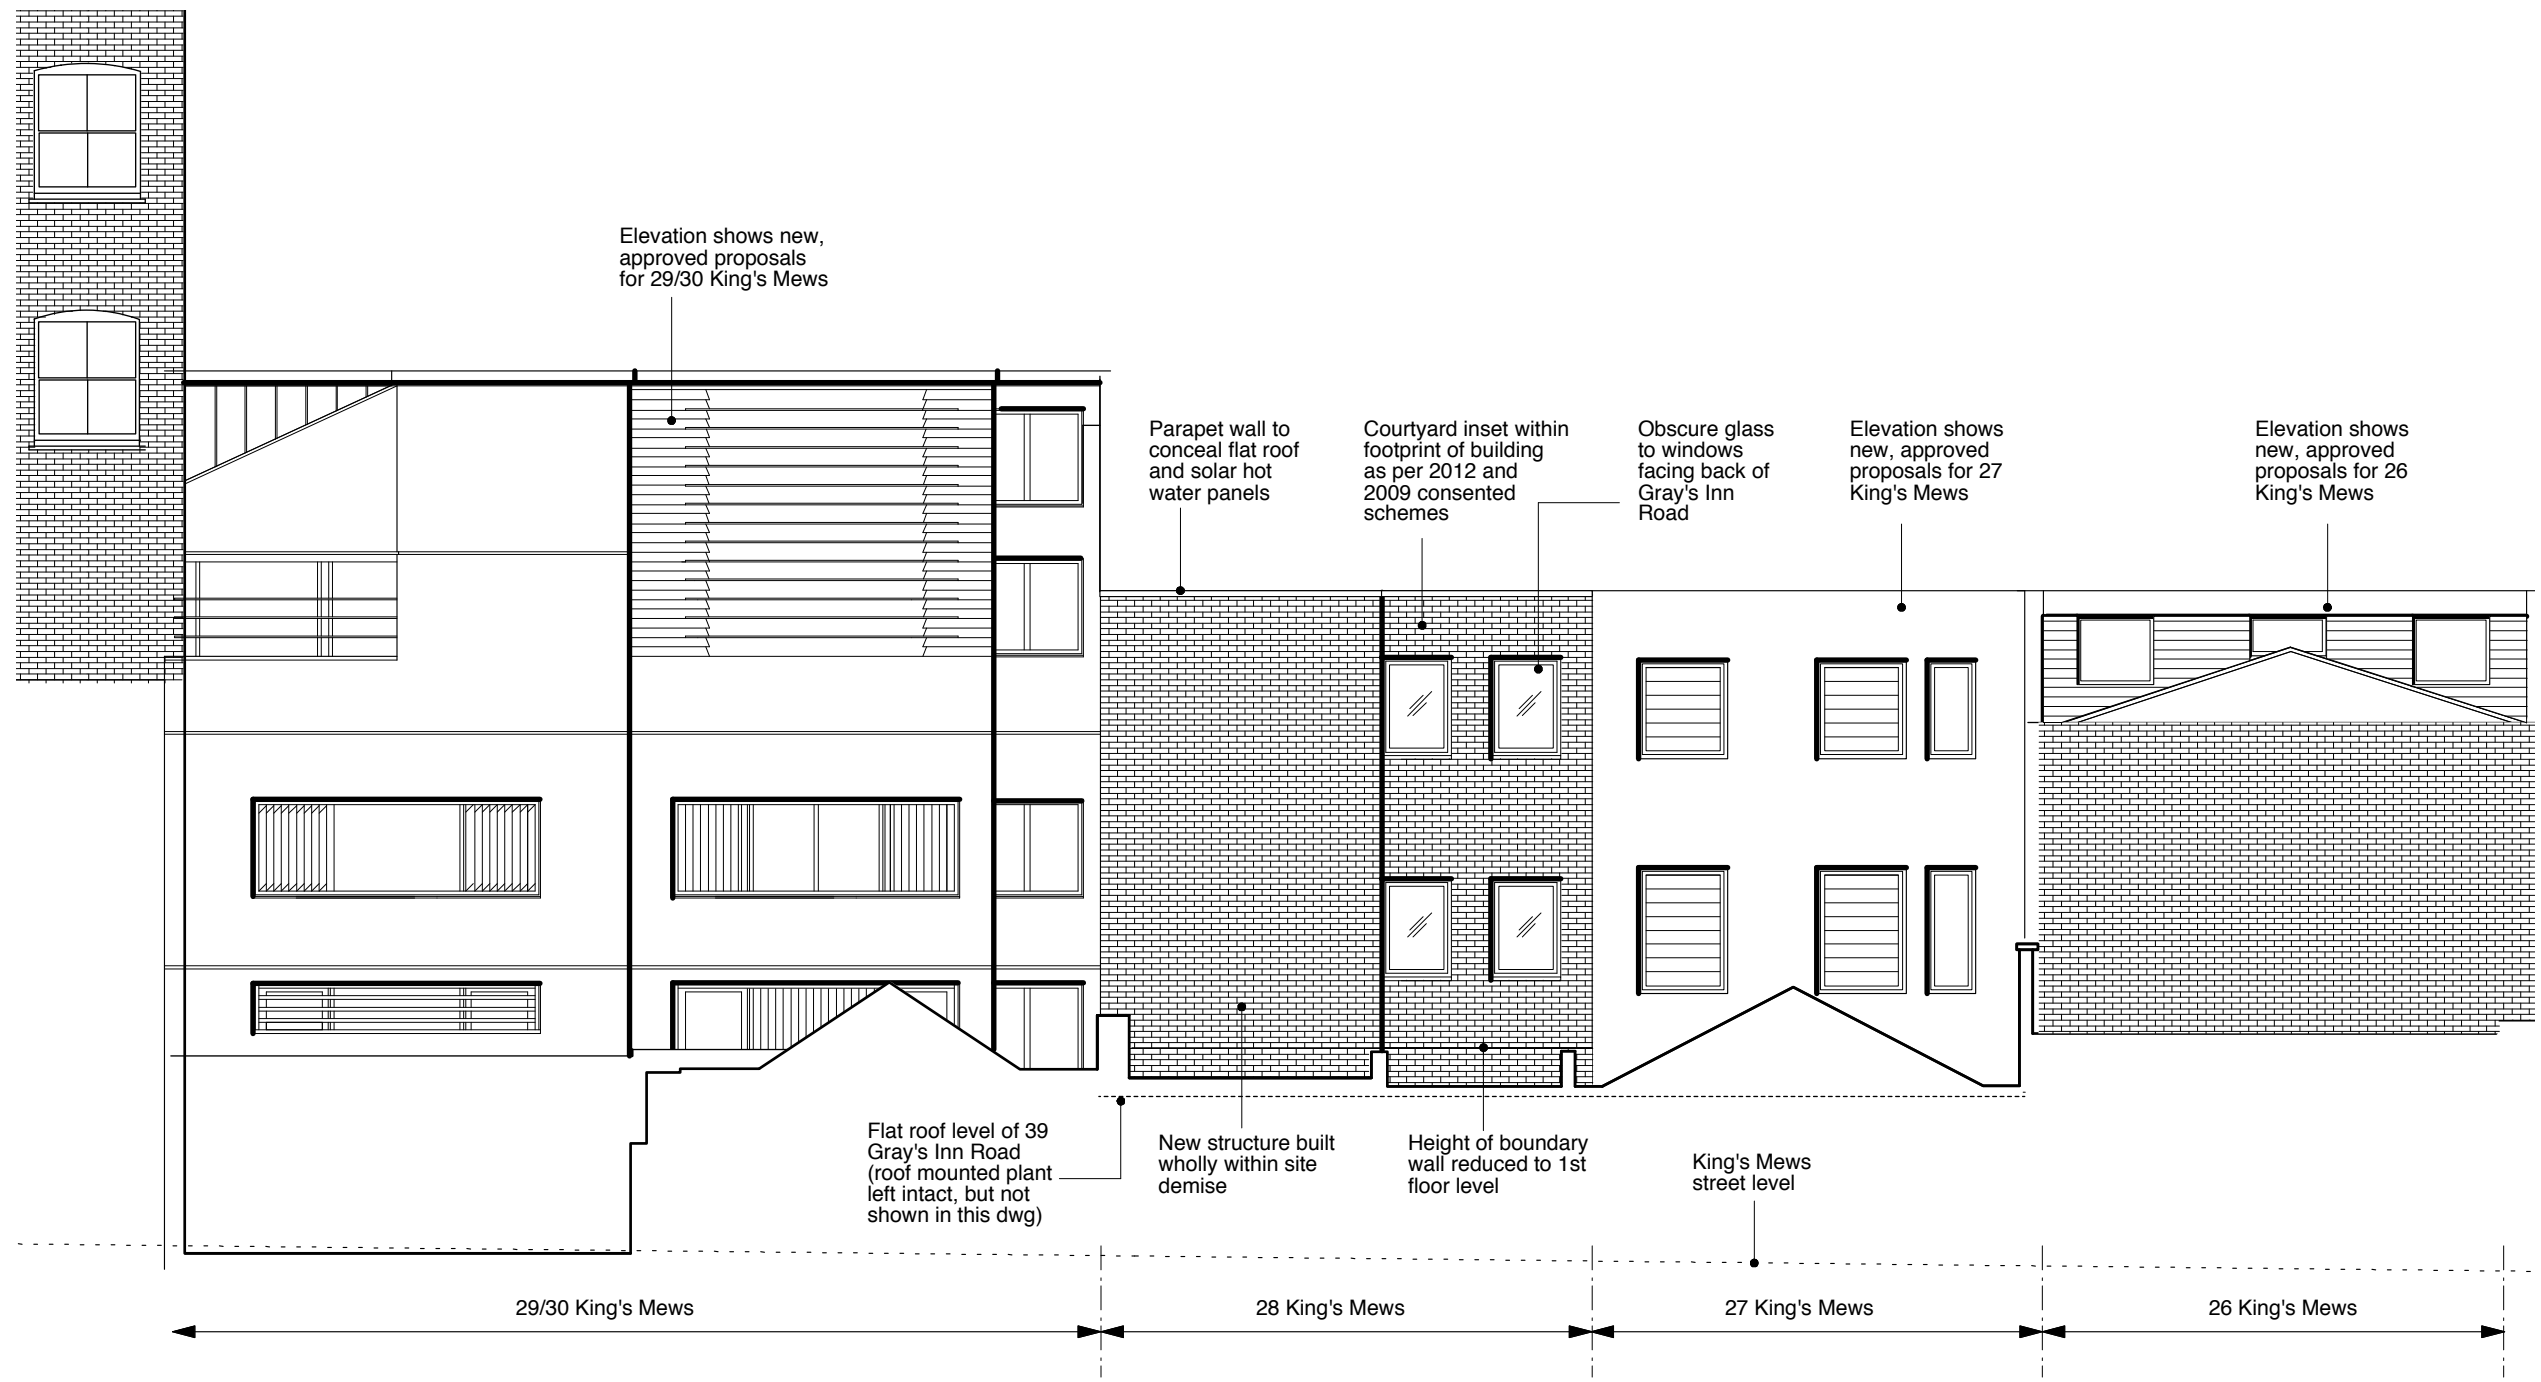 Elevation shows new,
approved proposals
for 29/30 King's Mews
Parapet wall to
conceal flat roof
and solar hot
water panels
Courtyard inset within
footprint of building
as per 2012 and
2009 consented
schemes
Obscure glass
to windows
facing back of
Gray's Inn
Road
Elevation shows
new, approved
proposals for 27
King's Mews
Elevation shows
new, approved
proposals for 26
King's Mews
Flat roof level of 39
Gray's Inn Road
(roof mounted plant
left intact, but not
shown in this dwg)
New structure built
wholly within site
demise
Height of boundary
wall reduced to 1st
floor level
King's Mews
street level
29/30 King's Mews
28 King's Mews
27 King's Mews
26 King's Mews